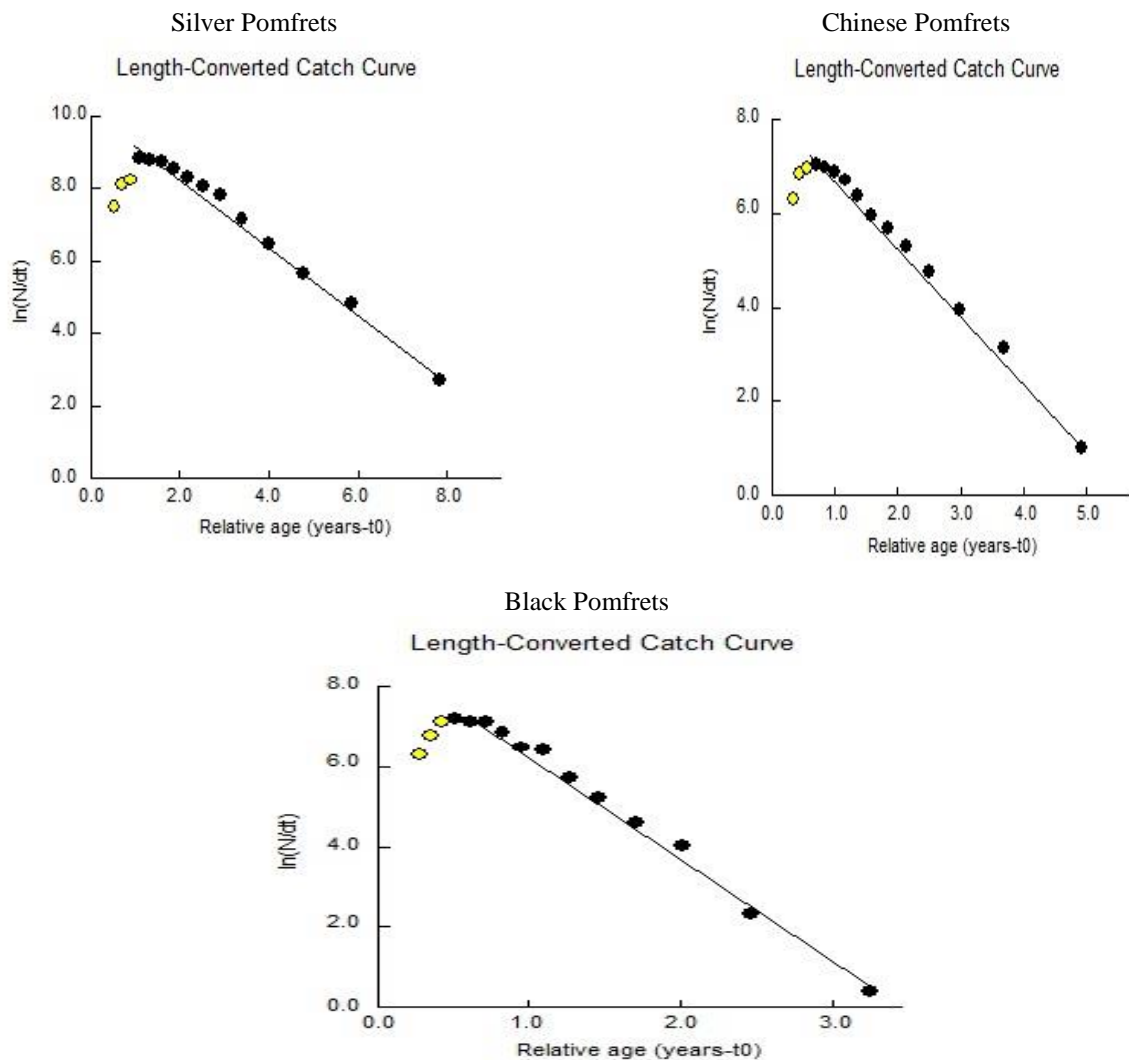 Silver Pomfrets
Length-Converted Catch Curve
10.0
8.0
6.0
4.0
2.0
0.0
ln(N/dt)
0.0 2.0 4.0 6.0 8.0
Relative age (years-t0)
Chinese Pomfrets
Length-Converted Catch Curve
8.0
6.0
4.0
2.0
0.0
ln(N/dt)
0.0 1.0 2.0 3.0 4.0 5.0
Relative age (years-t0)
Black Pomfrets
Length-Converted Catch Curve
8.0
6.0
4.0
2.0
0.0
ln(N/dt)
0.0 1.0 2.0 3.0
Relative age (years-t0)